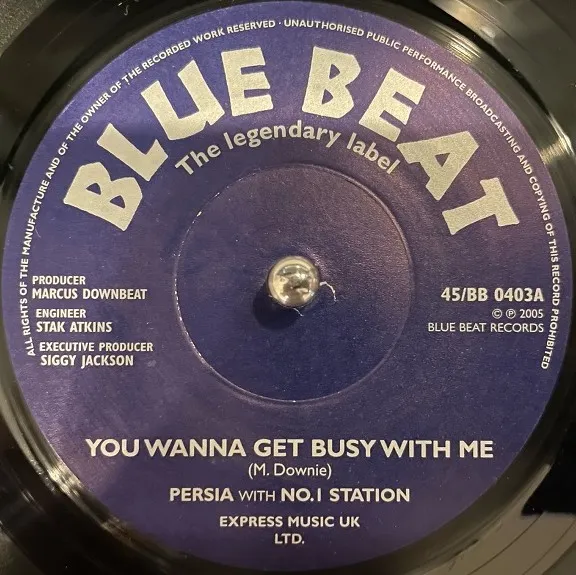 ALL RIGHTS OF THE MANUFACTURE AND OF THE OWNER OF THE RECORDED WORK RESERVED · UNAUTHORISED PUBLIC PERFORMANCE BROADCASTING AND COPYING OF THIS RECORD PROHIBITED
BLUE BEAT
The legendary label
PRODUCER
MARCUS DOWNBEAT
ENGINEER
STAK ATKINS
EXECUTIVE PRODUCER
SIGGY JACKSON
45/BB 0403A
© ℗ 2005
BLUE BEAT RECORDS
YOU WANNA GET BUSY WITH ME
(M. Downie)
PERSIA WITH NO.1 STATION
EXPRESS MUSIC UK
LTD.